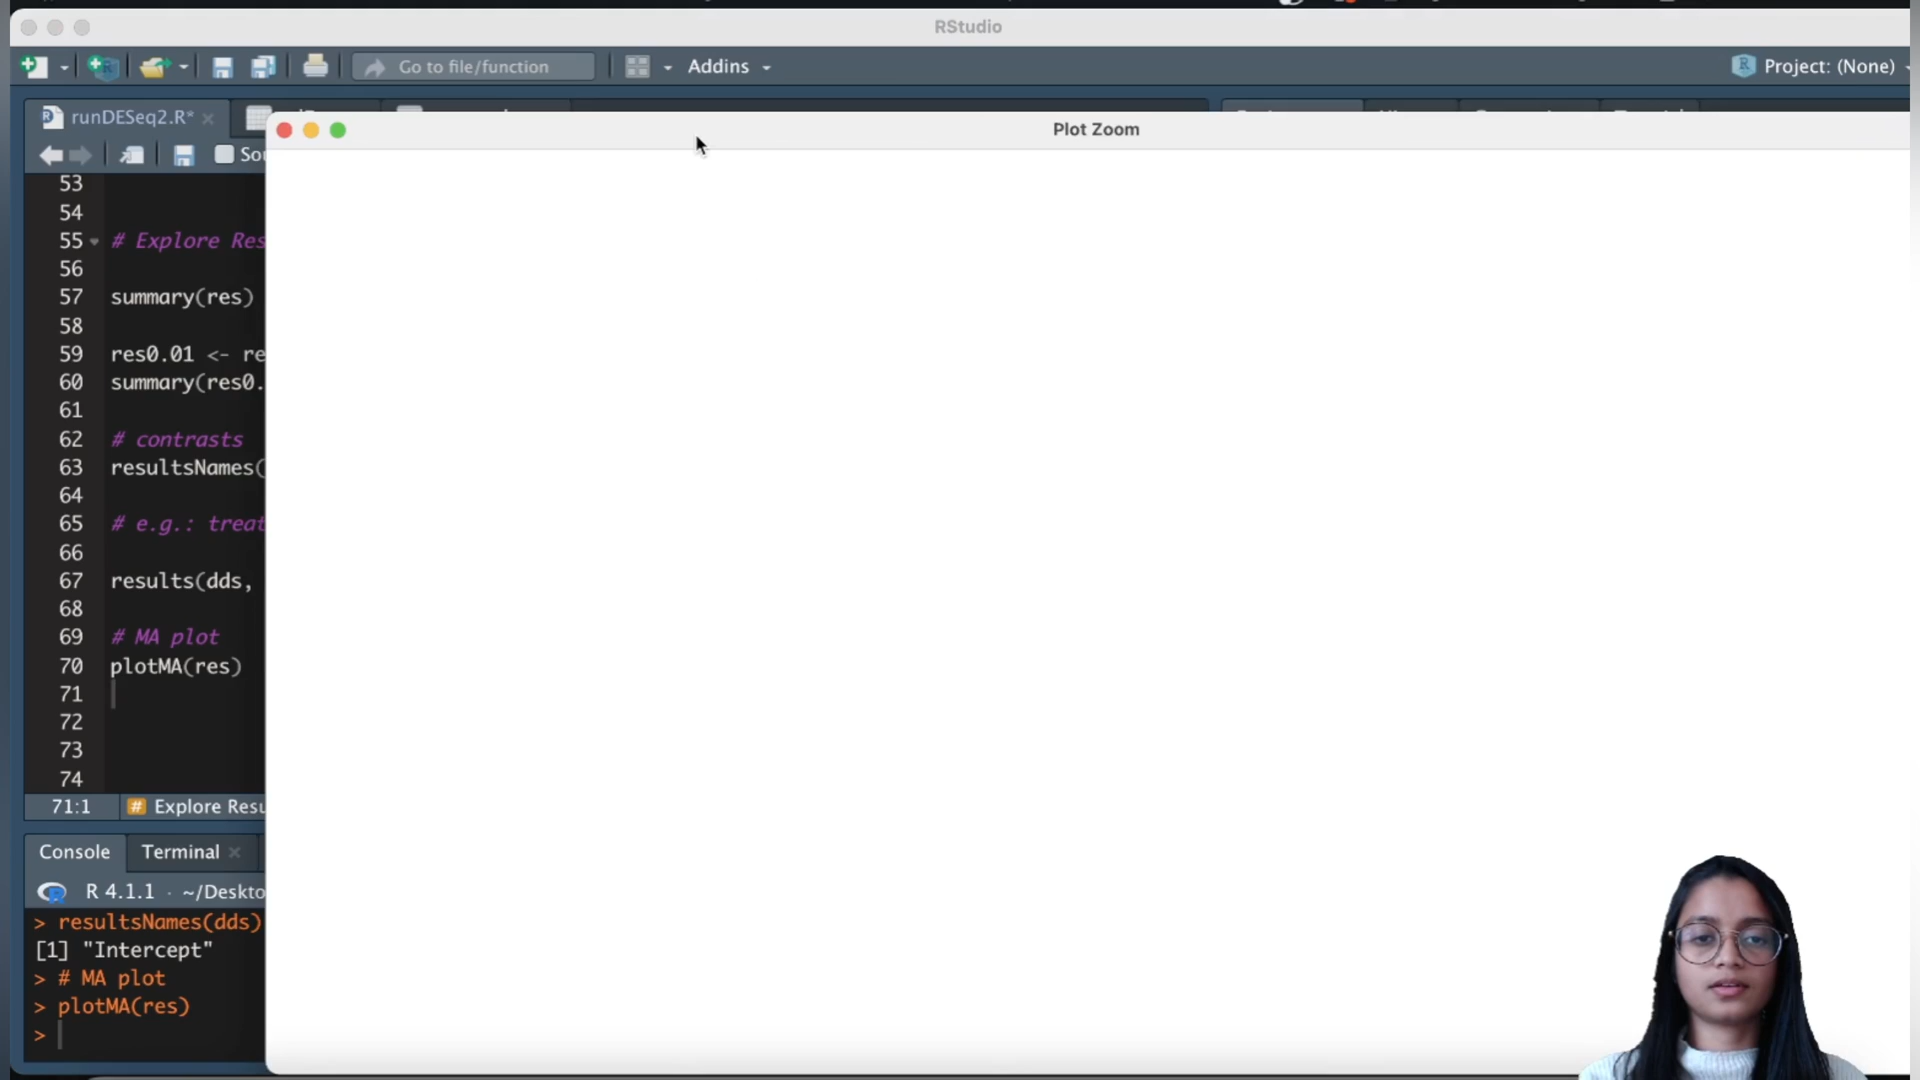 RStudio
Go to file/function
Addins
Project: (None)
runDESeq2.R*
Plot Zoom
53
54
55 # Explore Res
56
57 summary(res)
58
59 res0.01 <- re
60 summary(res0.
61
62 # contrasts
63 resultsNames(
64
65 # e.g.: treat
66
67 results(dds,
68
69 # MA plot
70 plotMA(res)
71
72
73
74
71:1 # Explore Resu
Console Terminal
R 4.1.1 · ~/Deskto
> resultsNames(dds)
[1] "Intercept"
> # MA plot
> plotMA(res)
>